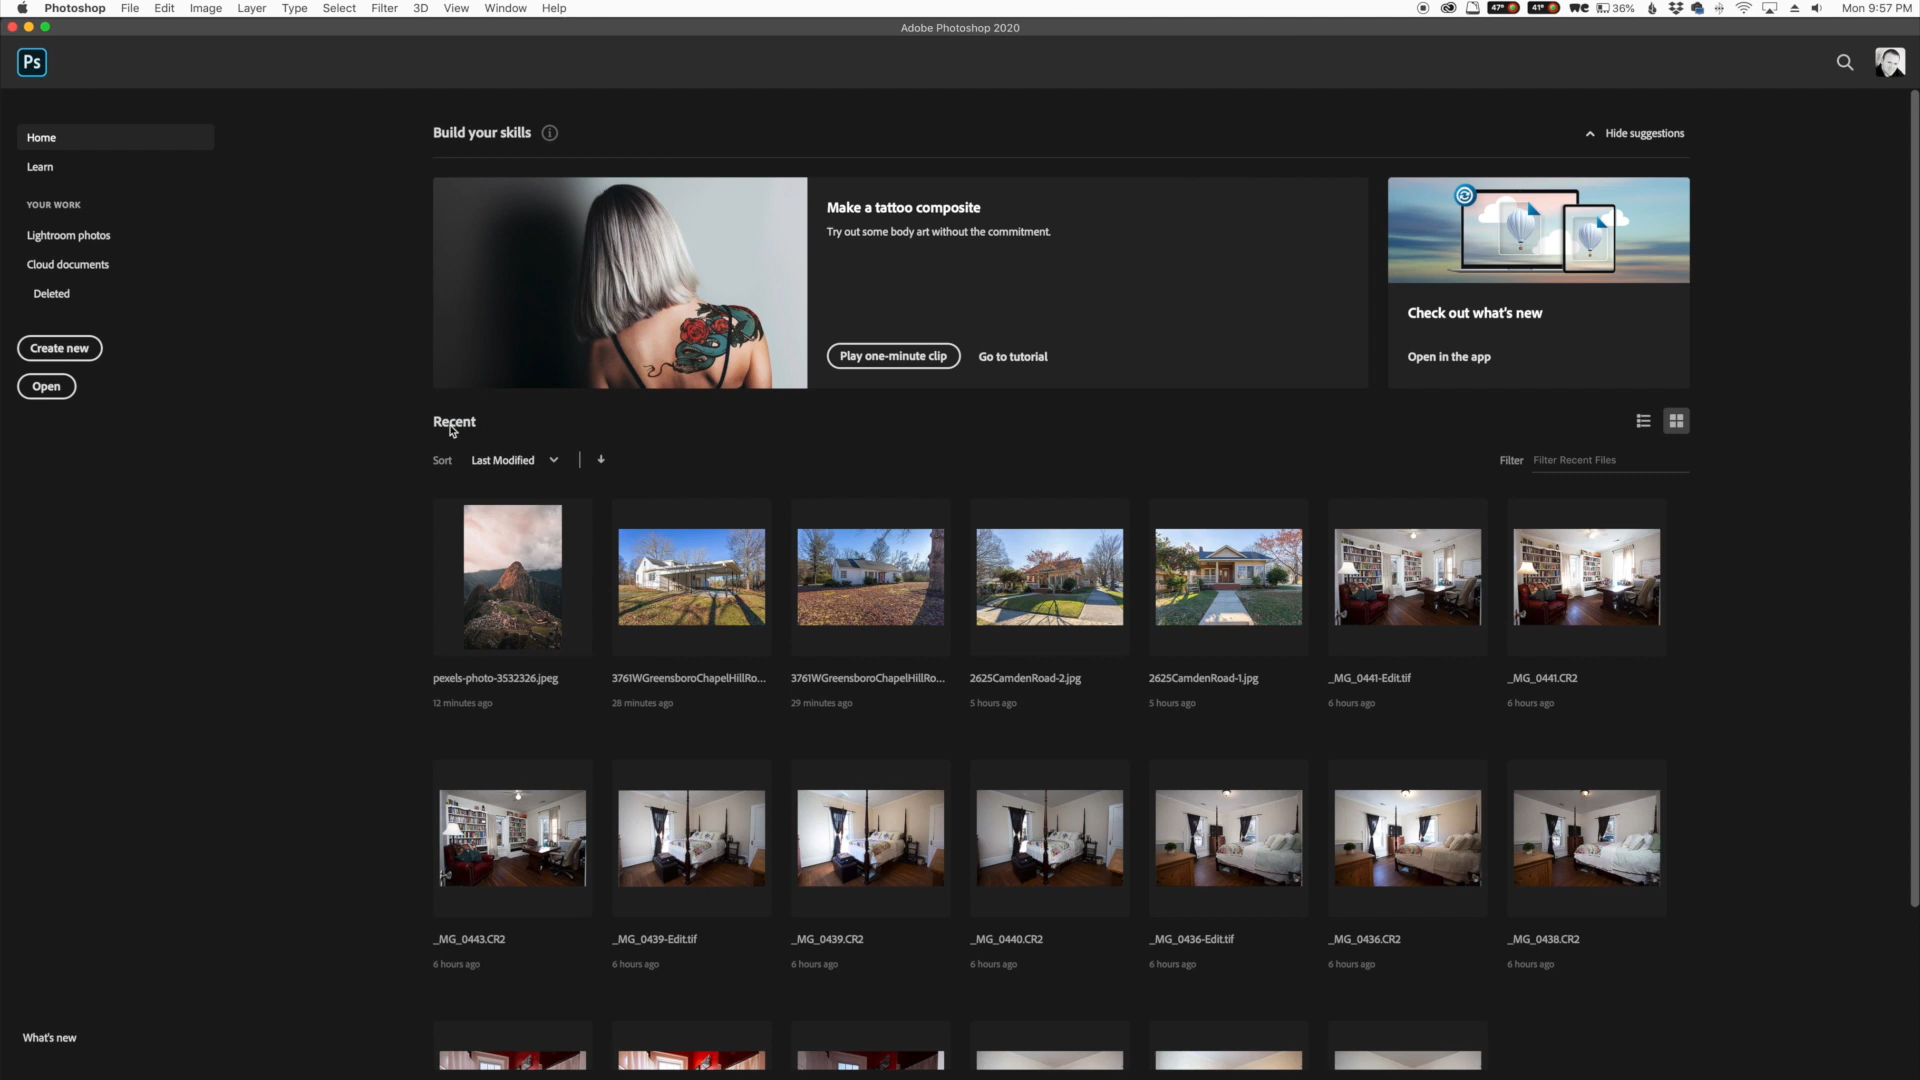 Photoshop File Edit Image Layer Type Select Filter 3D View Window Help 47° 41° 36% Mon 9:57 PM
Adobe Photoshop 2020
Ps
Home
Learn
YOUR WORK
Lightroom photos
Cloud documents
Deleted
Create new
Open
What's new
Build your skills
Hide suggestions
Make a tattoo composite
Try out some body art without the commitment.
Play one-minute clip Go to tutorial
Check out what's new
Open in the app
Recent
Sort Last Modified
Filter Filter Recent Files
pexels-photo-3532326.jpeg 3761WGreensboroChapelHillRo... 3761WGreensboroChapelHillRo... 2625CamdenRoad-2.jpg 2625CamdenRoad-1.jpg _MG_0441-Edit.tif _MG_0441.CR2
12 minutes ago 28 minutes ago 29 minutes ago 5 hours ago 5 hours ago 6 hours ago 6 hours ago
_MG_0443.CR2 _MG_0439-Edit.tif _MG_0439.CR2 _MG_0440.CR2 _MG_0436-Edit.tif _MG_0436.CR2 _MG_0438.CR2
6 hours ago 6 hours ago 6 hours ago 6 hours ago 6 hours ago 6 hours ago 6 hours ago